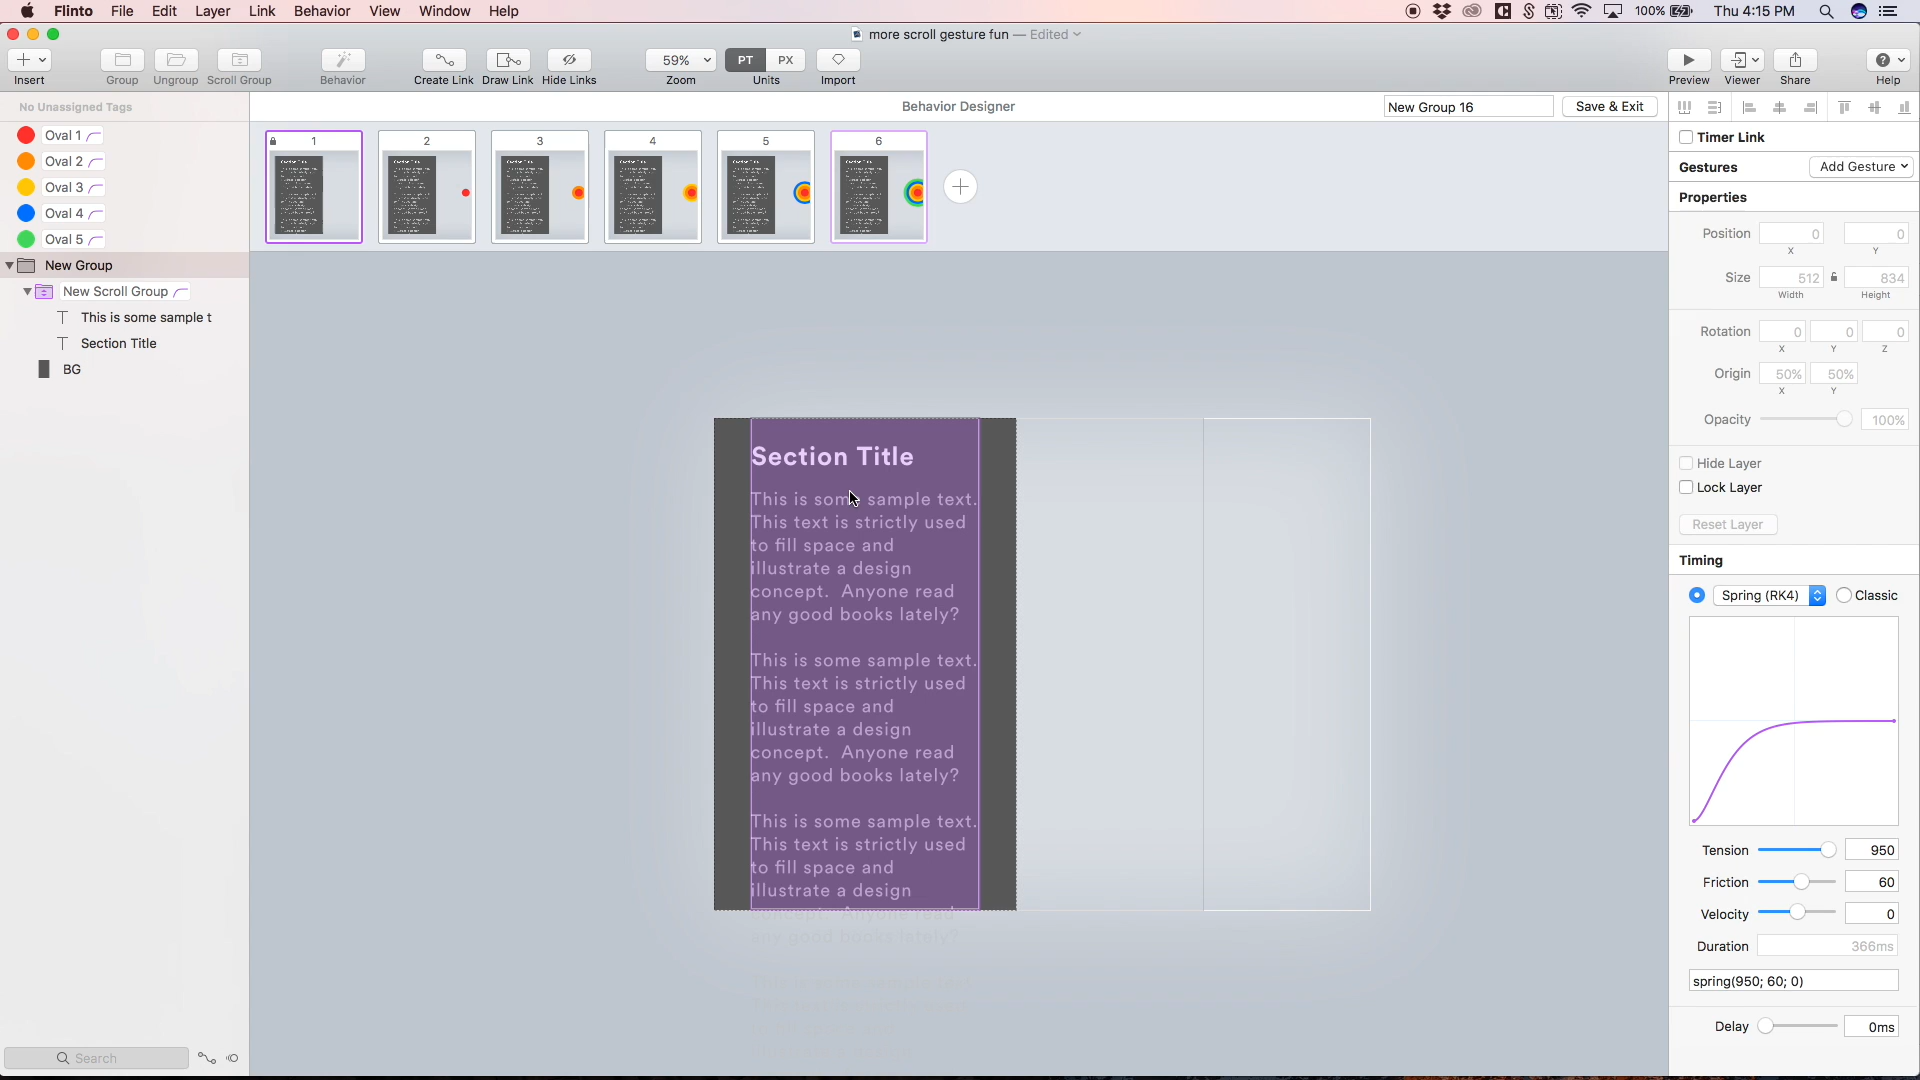 Flinto File Edit Layer Link Behavior View Window Help
100% Thu 4:15 PM
more scroll gesture fun — Edited
59% PT PX
Insert Group Ungroup Scroll Group Behavior Create Link Draw Link Hide Links Zoom Units Import Preview Viewer Share Help
No Unassigned Tags
Behavior Designer
New Group 16
Save & Exit
Oval 1
Oval 2
Oval 3
Oval 4
Oval 5
New Group
New Scroll Group
This is some sample t
Section Title
BG
Search
1 2 3 4 5 6
Section Title
This is some sample text.
This text is strictly used
to fill space and
illustrate a design
concept. Anyone read
any good books lately?
This is some sample text.
This text is strictly used
to fill space and
illustrate a design
concept. Anyone read
any good books lately?
This is some sample text.
This text is strictly used
to fill space and
illustrate a design
concept. Anyone read
any good books lately?
Timer Link
Gestures Add Gesture
Properties
Position 0 0
X Y
Size 512 834
Width Height
Rotation 0 0 0
X Y Z
Origin 50% 50%
X Y
Opacity 100%
Hide Layer
Lock Layer
Reset Layer
Timing
Spring (RK4) Classic
Tension 950
Friction 60
Velocity 0
Duration 366ms
spring(950; 60; 0)
Delay 0ms